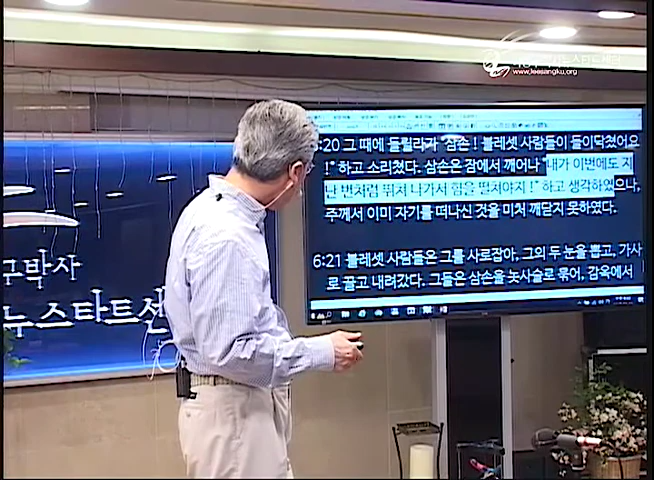 www.leesangku.org
:20 그 때에 들릴라가 "삼손 ! 블레셋 사람들이 들이닥쳤어요
!" 하고 소리쳤다. 삼손은 잠에서 깨어나 "내가 이번에도 지
난 번처럼 뛰쳐 나가서 힘을 떨쳐야지 !" 하고 생각하였으나,
주께서 이미 자기를 떠나신 것을 미처 깨닫지 못하였다.
6:21 블레셋 사람들은 그를 사로잡아, 그의 두 눈을 뽑고, 가사
로 끌고 내려갔다. 그들은 삼손을 놋사슬로 묶어, 감옥에서
구박사
뉴스타트센